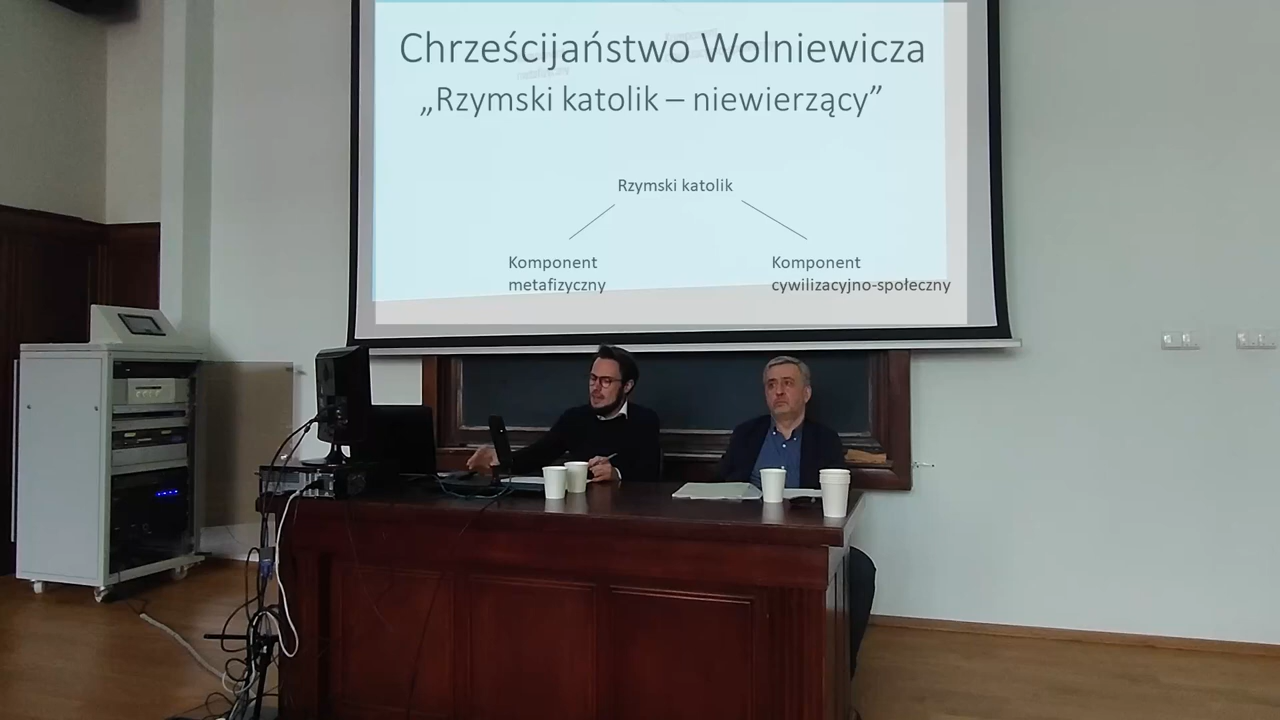 Chrześcijaństwo Wolniewicza
„Rzymski katolik – niewierzący”
Rzymski katolik
Komponent
metafizyczny
Komponent
cywilizacyjno-społeczny